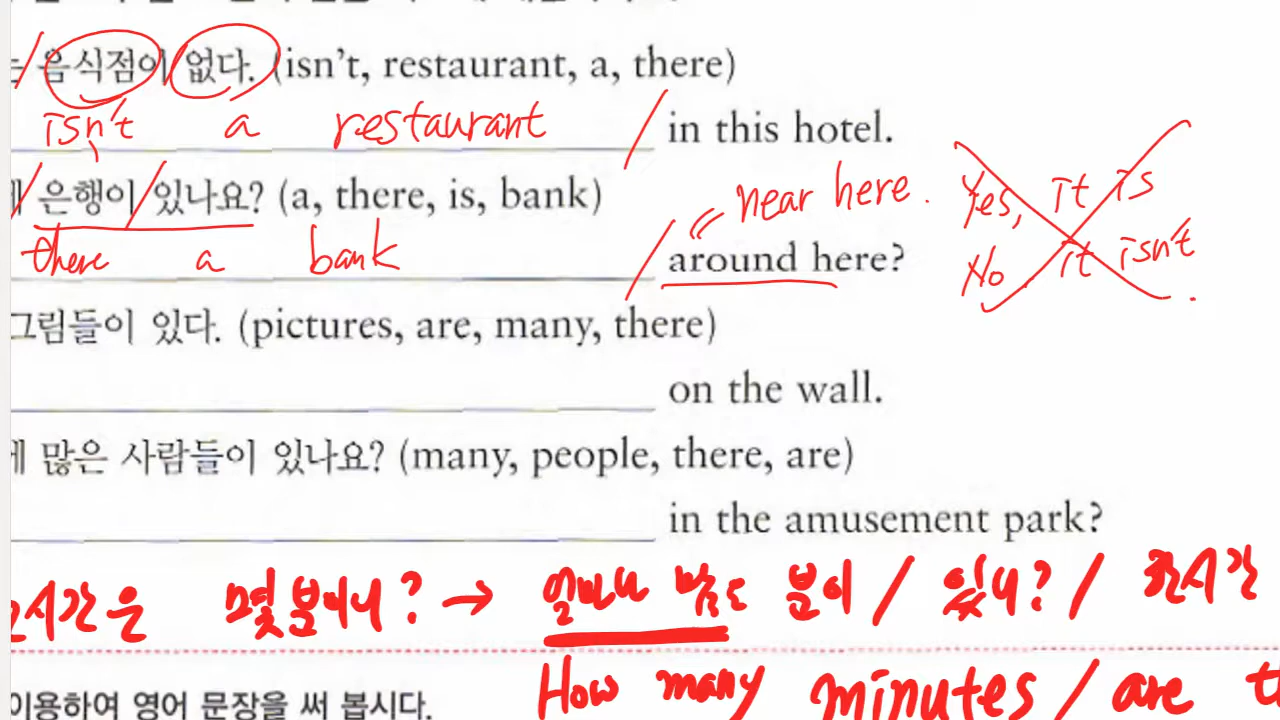 음식점이 없다. (isn't, restaurant, a, there)
isn't a restaurant / in this hotel.
은행이 / 있나요? (a, there, is, bank)
near here.
Yes, it is
there a bank / around here?
No it isn't.
그림들이 있다. (pictures, are, many, there)
on the wall.
많은 사람들이 있나요? (many, people, there, are)
in the amusement park?
시간은 몇 분이니? → 얼마나 많은 분이 / 있니? / 한시간
이용하여 영어 문장을 써 봅시다.
How many minutes / are